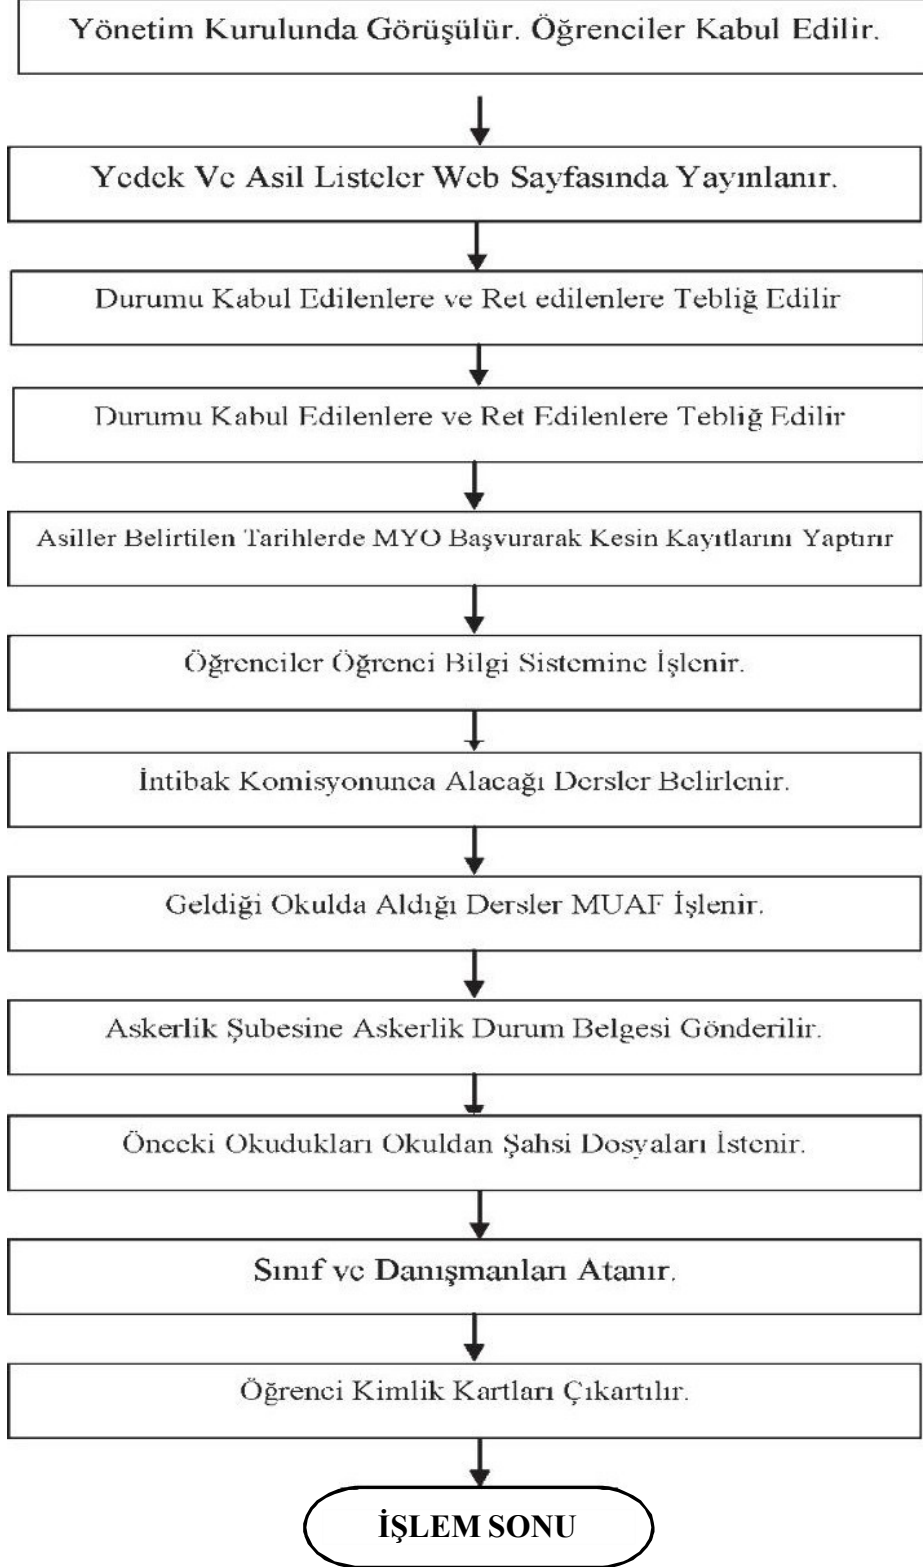 Yönetim Kurulunda Görüşülür. Öğrenciler Kabul Edilir.
Yedek Ve Asil Listeler Web Sayfasında Yayınlanır.
Durumu Kabul Edilenlere ve Ret edilenlere Tebliğ Edilir
Durumu Kabul Edilenlere ve Ret Edilenlere Tebliğ Edilir
Asiller Belirtilen Tarihlerde MYO Başvurarak Kesin Kayıtlarını Yaptırır
Öğrenciler Öğrenci Bilgi Sistemine İşlenir.
İntibak Komisyonunca Alacağı Dersler Belirlenir.
Geldiği Okulda Aldığı Dersler MUAF İşlenir.
Askerlik Şubesine Askerlik Durum Belgesi Gönderilir.
Önceki Okudukları Okuldan Şahsi Dosyaları İstenir.
Sınıf ve Danışmanları Atanır.
Öğrenci Kimlik Kartları Çıkartılır.
İŞLEM SONU